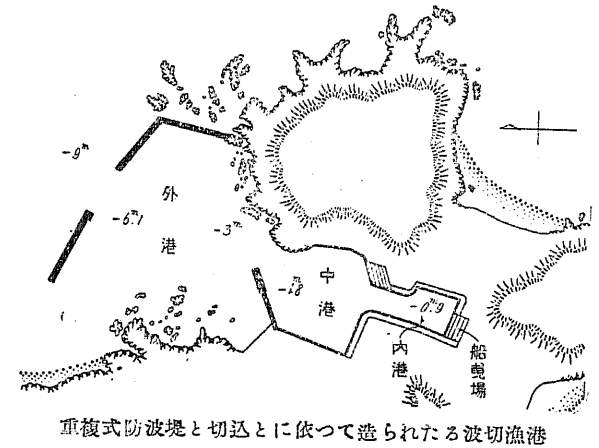 -9m
外港
-6m.1
-3m
中港
-1m.8
-0m.9
内港
船曵場
重複式防波堤と切込とに依つて造られたる波切漁港